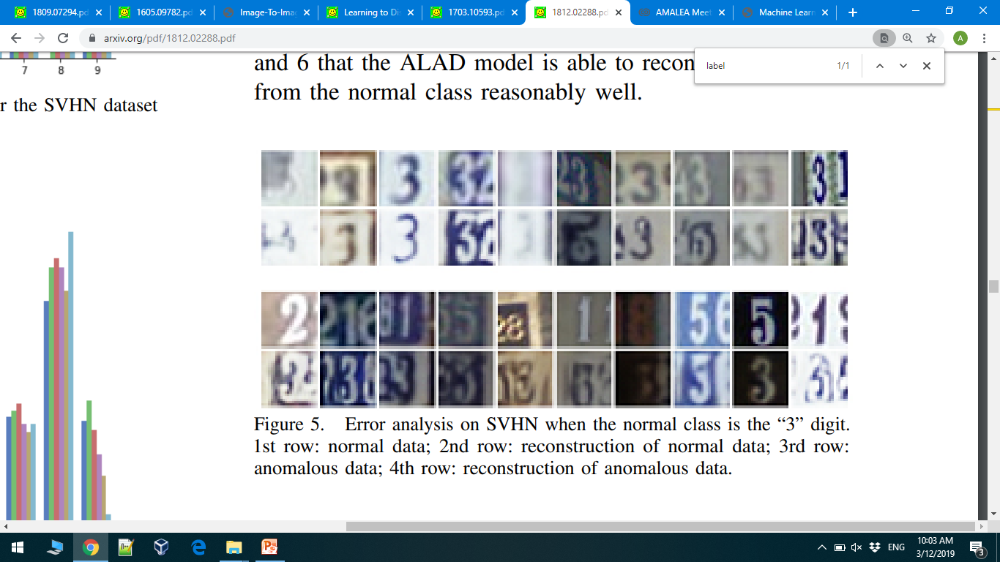 1809.07294.pd
1605.09782.pd
Image-To-Imag
Learning to Di
1703.10593.pd
1812.02288.pd
AMALEA Meet
Machine Learn
arxiv.org/pdf/1812.02288.pdf
A
label
1/1
7 8 9
r the SVHN dataset
and 6 that the ALAD model is able to recon
from the normal class reasonably well.
Figure 5. Error analysis on SVHN when the normal class is the “3” digit.
1st row: normal data; 2nd row: reconstruction of normal data; 3rd row:
anomalous data; 4th row: reconstruction of anomalous data.
ENG
10:03 AM
3/12/2019
3